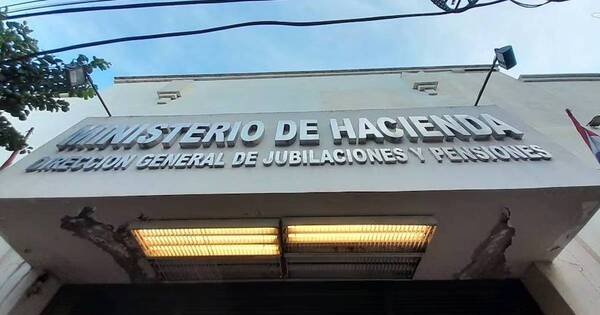 MINISTERIO DE HACIENDA
DIRECCION GENERAL DE JUBILACIONES Y PENSIONES